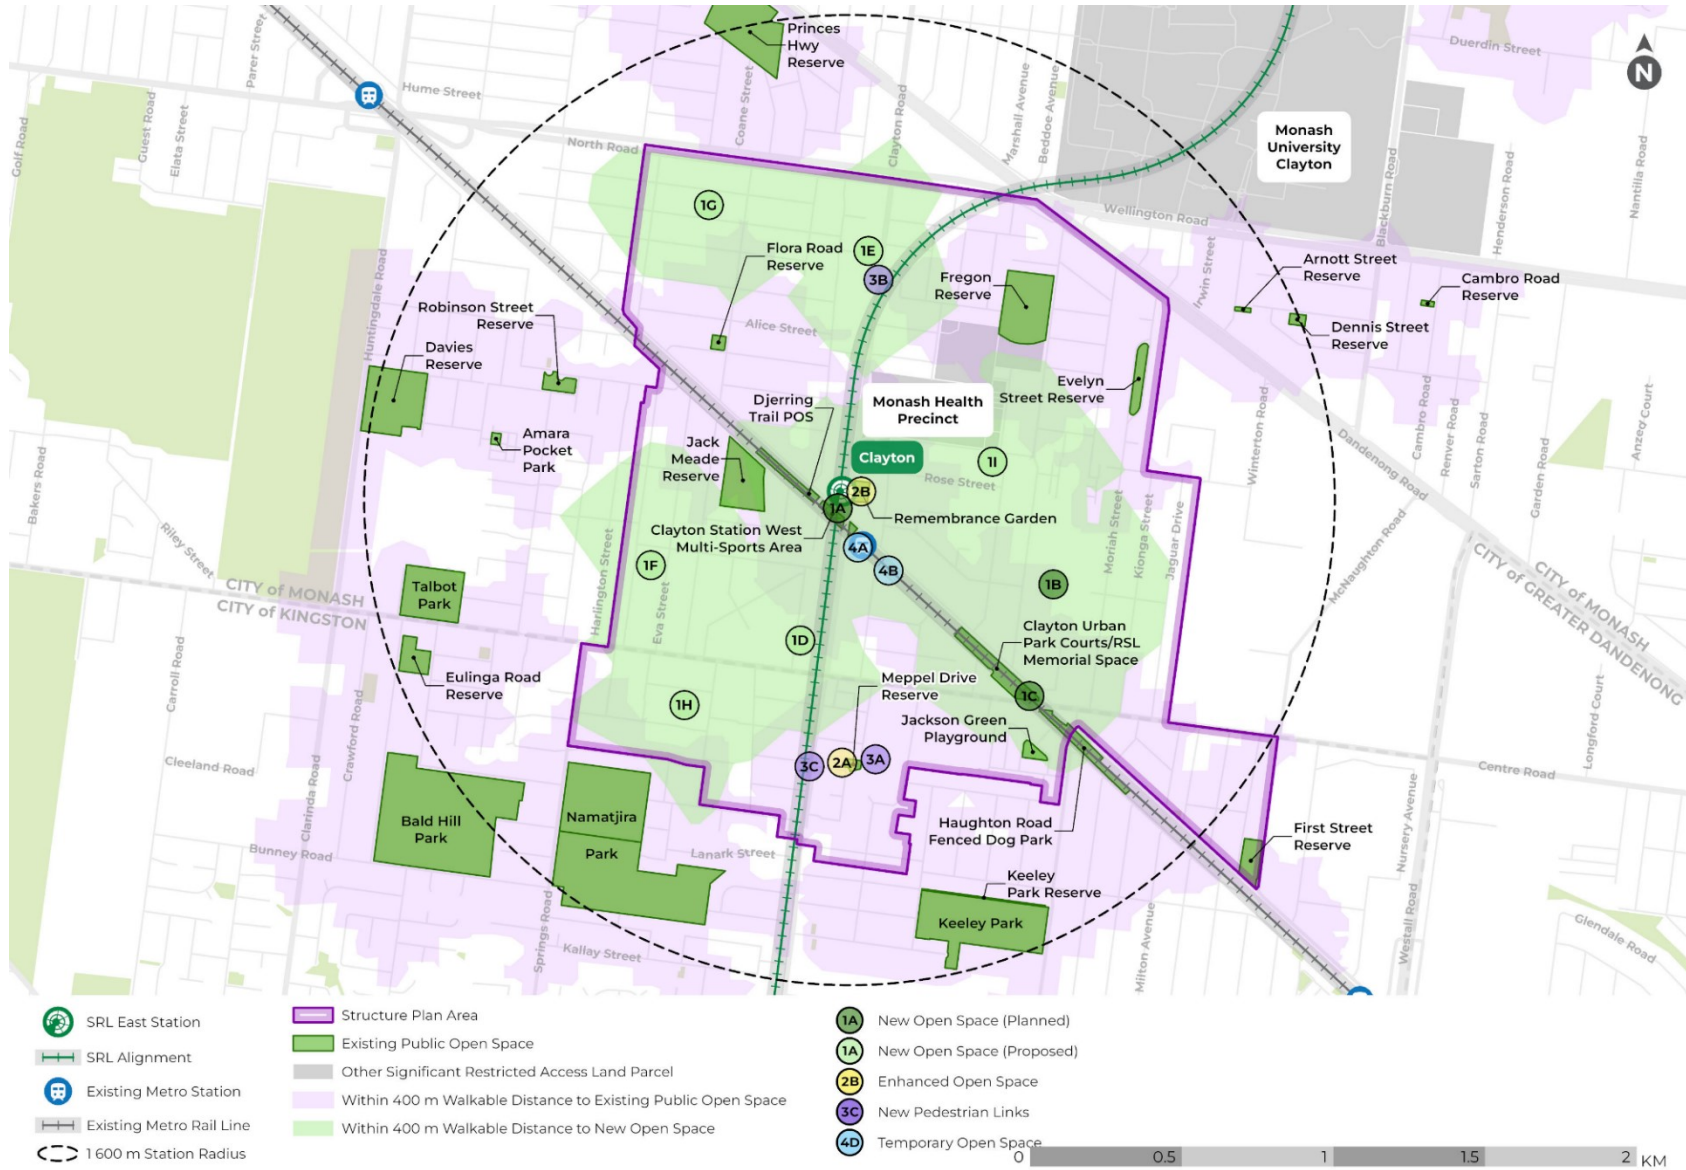 Princes
Hwy
Reserve
Duerdin Street
N
Parer Street
Hume Street
Golf Road
Guest Road
Elata Street
Coane Street
Clayton Road
Marshall Avenue
Beddoe Avenue
North Road
Monash
University
Clayton
Blackburn Road
Henderson Road
Nantilla Road
Wellington Road
1G
1E
3B
Flora Road
Reserve
Fregon
Reserve
Irwin Street
Arnott Street
Reserve
Cambro Road
Reserve
Dennis Street
Reserve
Huntingdale Road
Robinson Street
Reserve
Davies
Reserve
Alice Street
Evelyn
Street Reserve
Monash Health
Precinct
Djerring
Trail POS
Amara
Pocket
Park
Jack
Meade
Reserve
Clayton
1I
Rose Street
Winterton Road
Cambro Road
Renver Road
Sarton Road
Garden Road
Anzed Court
Dandenong Road
Bakers Road
Riley Street
2B
1A
Remembrance Garden
Clayton Station West
Multi-Sports Area
4A
4B
1F
1B
Harlington Street
Eva Street
Moriah Street
Kionga Street
Jaguar Drive
McNaughton Road
CITY of MONASH
CITY of KINGSTON
CITY of MONASH
CITY of GREATER DANDENONG
Talbot
Park
Clayton Urban
Park Courts/RSL
Memorial Space
1D
Carroll Road
Eulinga Road
Reserve
Meppel Drive
Reserve
1C
1H
Jackson Green
Playground
Crawford Road
Clarinda Road
Longford Court
Cleeland Road
3C
2A
3A
Centre Road
Bald Hill
Park
Namatjira
Park
Haughton Road
Fenced Dog Park
First Street
Reserve
Nursery Avenue
Bunney Road
Lanark Street
Keeley
Park Reserve
Keeley Park
Springs Road
Kallay Street
Milton Avenue
Westall Road
Glendale Road
SRL East Station
SRL Alignment
Existing Metro Station
Existing Metro Rail Line
1 600 m Station Radius
Structure Plan Area
Existing Public Open Space
Other Significant Restricted Access Land Parcel
Within 400 m Walkable Distance to Existing Public Open Space
Within 400 m Walkable Distance to New Open Space
1A New Open Space (Planned)
1A New Open Space (Proposed)
2B Enhanced Open Space
3C New Pedestrian Links
4D Temporary Open Space
0 0.5 1 1.5 2 KM